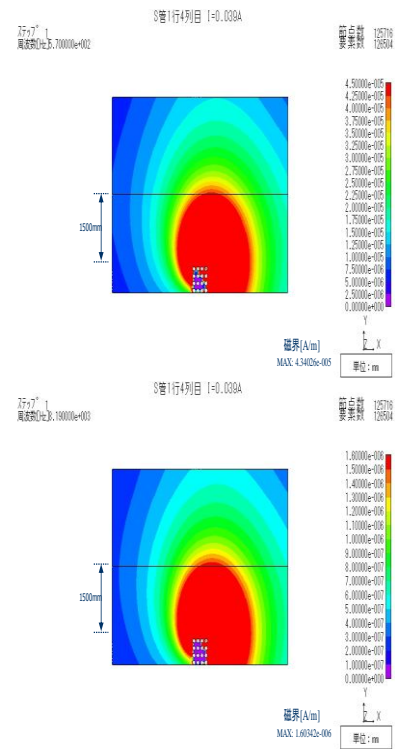 S管1行4列目 I=0.039A
ステップ 1
周波数[Hz]5.700000e+002
節点数 125716
要素数 126504
4.50000e-005
4.25000e-005
4.00000e-005
3.75000e-005
3.50000e-005
3.25000e-005
3.00000e-005
2.75000e-005
2.50000e-005
2.25000e-005
2.00000e-005
1.75000e-005
1.50000e-005
1.25000e-005
1.00000e-005
7.50000e-006
5.00000e-006
2.50000e-006
0.00000e+000
1500mm
Y
Z X
磁界[A/m]
MAX: 4.34026e-005
単位:mm
S管1行4列目 I=0.039A
ステップ 1
周波数[Hz]8.190000e+003
節点数 125716
要素数 126504
1.60000e-006
1.50000e-006
1.40000e-006
1.30000e-006
1.20000e-006
1.10000e-006
1.00000e-006
9.00000e-007
8.00000e-007
7.00000e-007
6.00000e-007
5.00000e-007
4.00000e-007
3.00000e-007
2.00000e-007
1.00000e-007
0.00000e+000
1500mm
Y
Z X
磁界[A/m]
MAX: 1.60342e-006
単位:mm